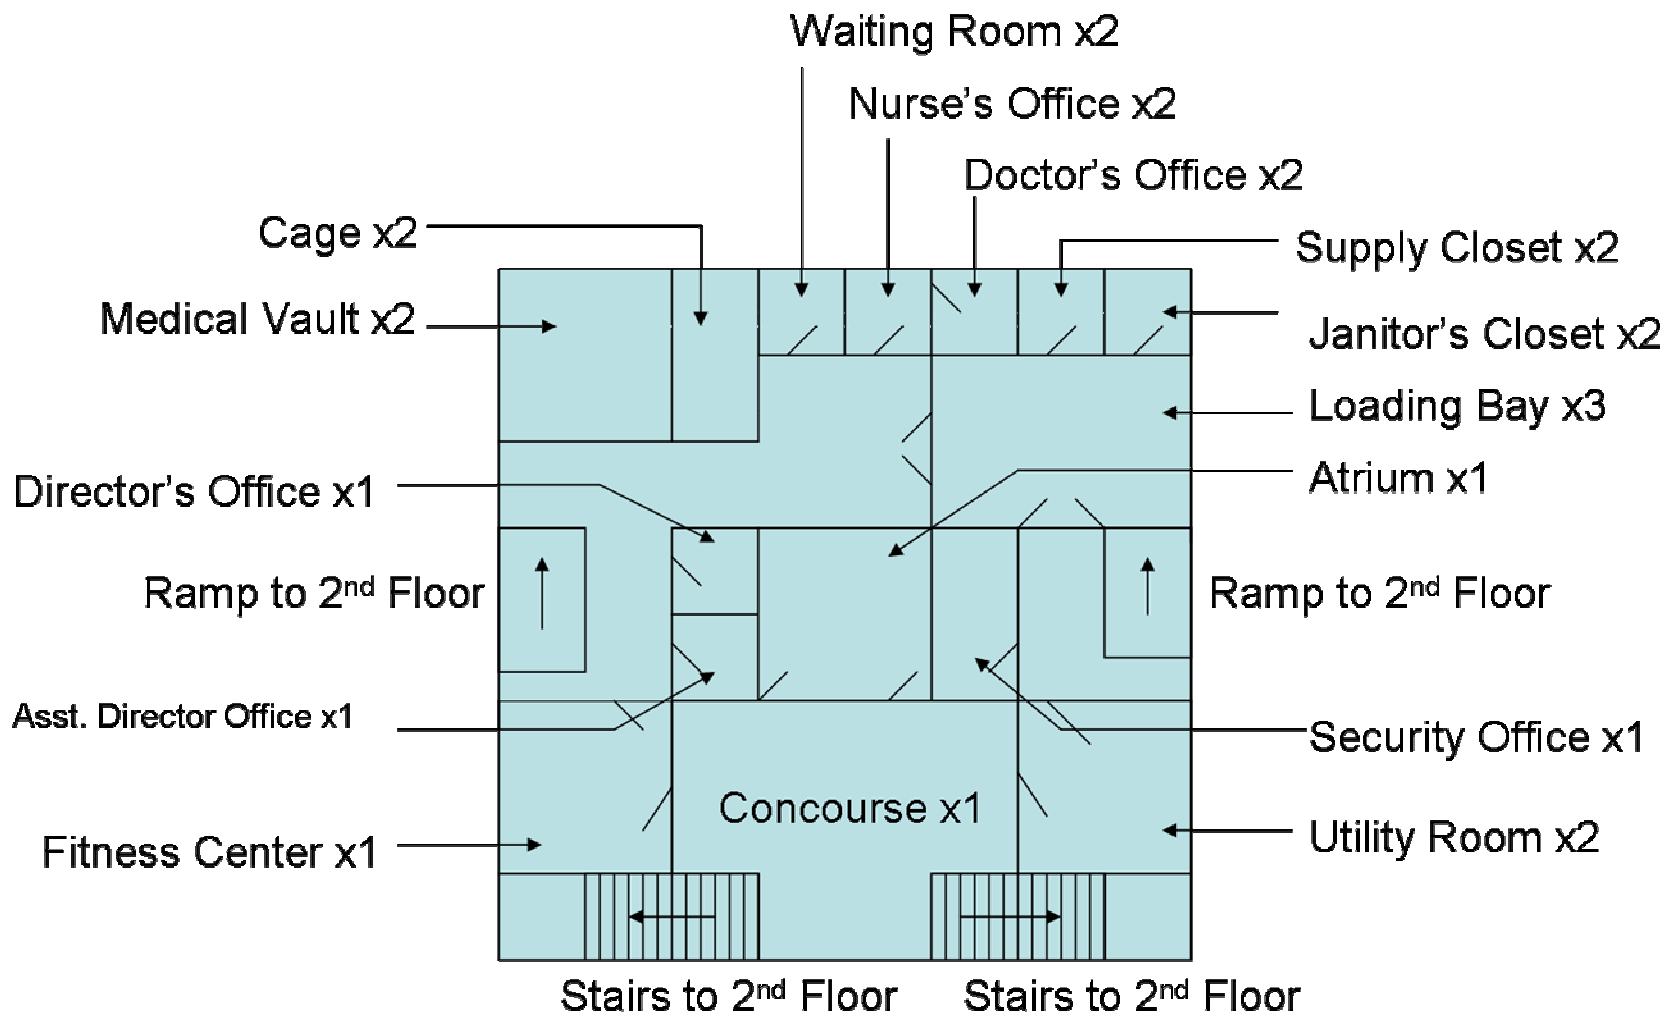 Waiting Room x2
Nurse's Office x2
Doctor's Office x2
Cage x2
Supply Closet x2
Medical Vault x2
Janitor's Closet x2
Loading Bay x3
Director's Office x1
Atrium x1
Ramp to 2nd Floor
Ramp to 2nd Floor
Asst. Director Office x1
Security Office x1
Concourse x1
Fitness Center x1
Utility Room x2
Stairs to 2nd Floor
Stairs to 2nd Floor